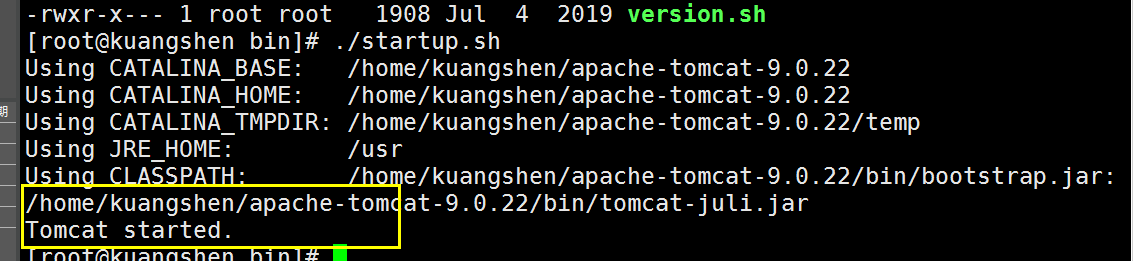 -rwxr-x--- 1 root root   1908 Jul  4  2019 version.sh
[root@kuangshen bin]# ./startup.sh
Using CATALINA_BASE:   /home/kuangshen/apache-tomcat-9.0.22
Using CATALINA_HOME:   /home/kuangshen/apache-tomcat-9.0.22
Using CATALINA_TMPDIR: /home/kuangshen/apache-tomcat-9.0.22/temp
Using JRE_HOME:        /usr
Using CLASSPATH:       /home/kuangshen/apache-tomcat-9.0.22/bin/bootstrap.jar:
/home/kuangshen/apache-tomcat-9.0.22/bin/tomcat-juli.jar
Tomcat started.
[root@kuangshen bin]#
期